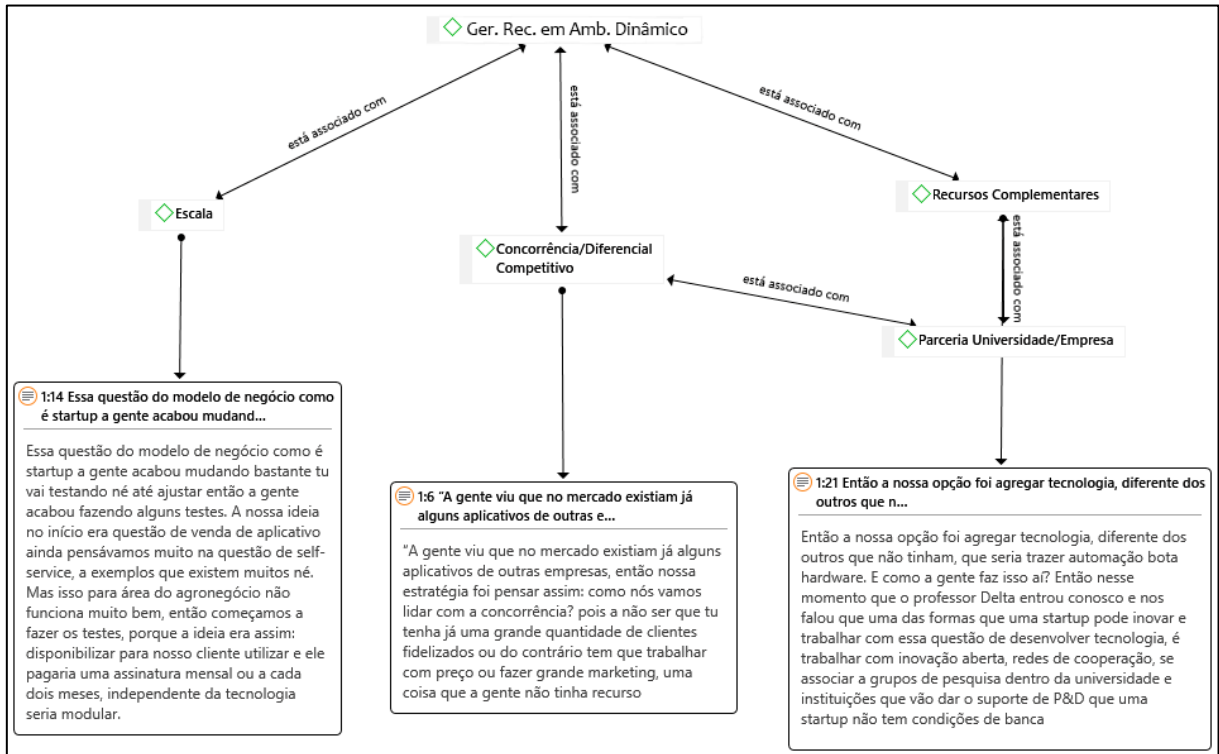 Ger. Rec. em Amb. Dinâmico
está associado com
está associado com
está associado com
Escala
Recursos Complementares
Concorrência/Diferencial
Competitivo
está associado com
está associado com
Parceria Universidade/Empresa
1:14 Essa questão do modelo de negócio como
é startup a gente acabou mudand...
Essa questão do modelo de negócio como é
startup a gente acabou mudando bastante tu
vai testando né até ajustar então a gente
acabou fazendo alguns testes. A nossa ideia
no início era questão de venda de aplicativo
ainda pensávamos muito na questão de self-
service, a exemplos que existem muitos né.
Mas isso para área do agronegócio não
funciona muito bem, então começamos a
fazer os testes, porque a ideia era assim:
disponibilizar para nosso cliente utilizar e ele
pagaria uma assinatura mensal ou a cada
dois meses, independente da tecnologia
seria modular.
1:6 "A gente viu que no mercado existiam já
alguns aplicativos de outras e...
"A gente viu que no mercado existiam já alguns
aplicativos de outras empresas, então nossa
estratégia foi pensar assim: como nós vamos
lidar com a concorrência? pois a não ser que tu
tenha já uma grande quantidade de clientes
fidelizados ou do contrário tem que trabalhar
com preço ou fazer grande marketing, uma
coisa que a gente não tinha recurso
1:21 Então a nossa opção foi agregar tecnologia, diferente dos
outros que n...
Então a nossa opção foi agregar tecnologia, diferente dos
outros que não tinham, que seria trazer automação bota
hardware. E como a gente faz isso aí? Então nesse
momento que o professor Delta entrou conosco e nos
falou que uma das formas que uma startup pode inovar e
trabalhar com essa questão de desenvolver tecnologia, é
trabalhar com inovação aberta, redes de cooperação, se
associar a grupos de pesquisa dentro da universidade e
instituições que vão dar o suporte de P&D que uma
startup não tem condições de banca